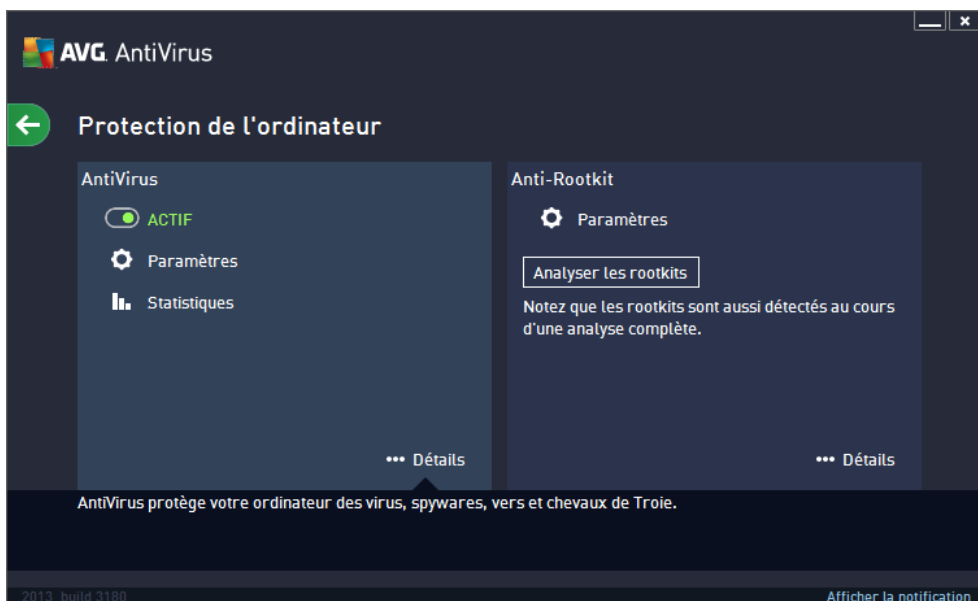 AVG. AntiVirus
Protection de l'ordinateur
AntiVirus
ACTIF
Paramètres
Statistiques
••• Détails
Anti-Rootkit
Paramètres
Analyser les rootkits
Notez que les rootkits sont aussi détectés au cours
d'une analyse complète.
••• Détails
AntiVirus protège votre ordinateur des virus, spywares, vers et chevaux de Troie.
2013 build 3180
Afficher la notification